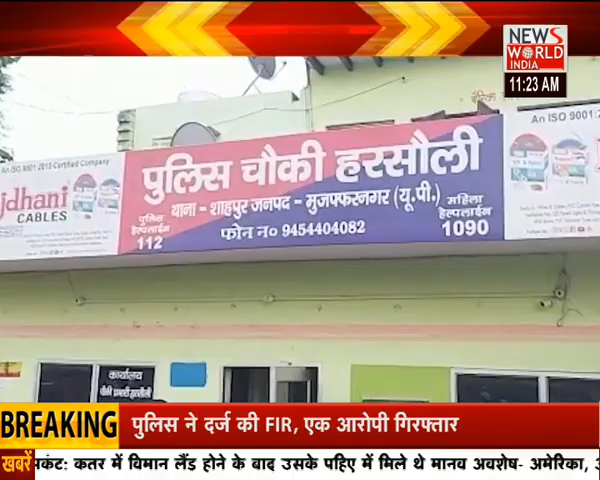 NEWS
WORLD
INDIA
11:23 AM
An ISO 9001:2015 Certified Company
An ISO 9001:2
jdhani
CABLES
पुलिस चौकी हरसौली
थाना - शाहपुर जनपद - मुजफ्फरनगर (यू.पी.)
पुलिस
हेल्पलाईन
112
फोन न० 9454404082
महिला
हेल्पलाईन
1090
कार्यालय
चौकी प्रभारी हरसौली
BREAKING
पुलिस ने दर्ज की FIR, एक आरोपी गिरफ्तार
खबरें
कंट: कतर में विमान लैंड होने के बाद उसके पहिए में मिले थे मानव अवशेष- अमेरिका,